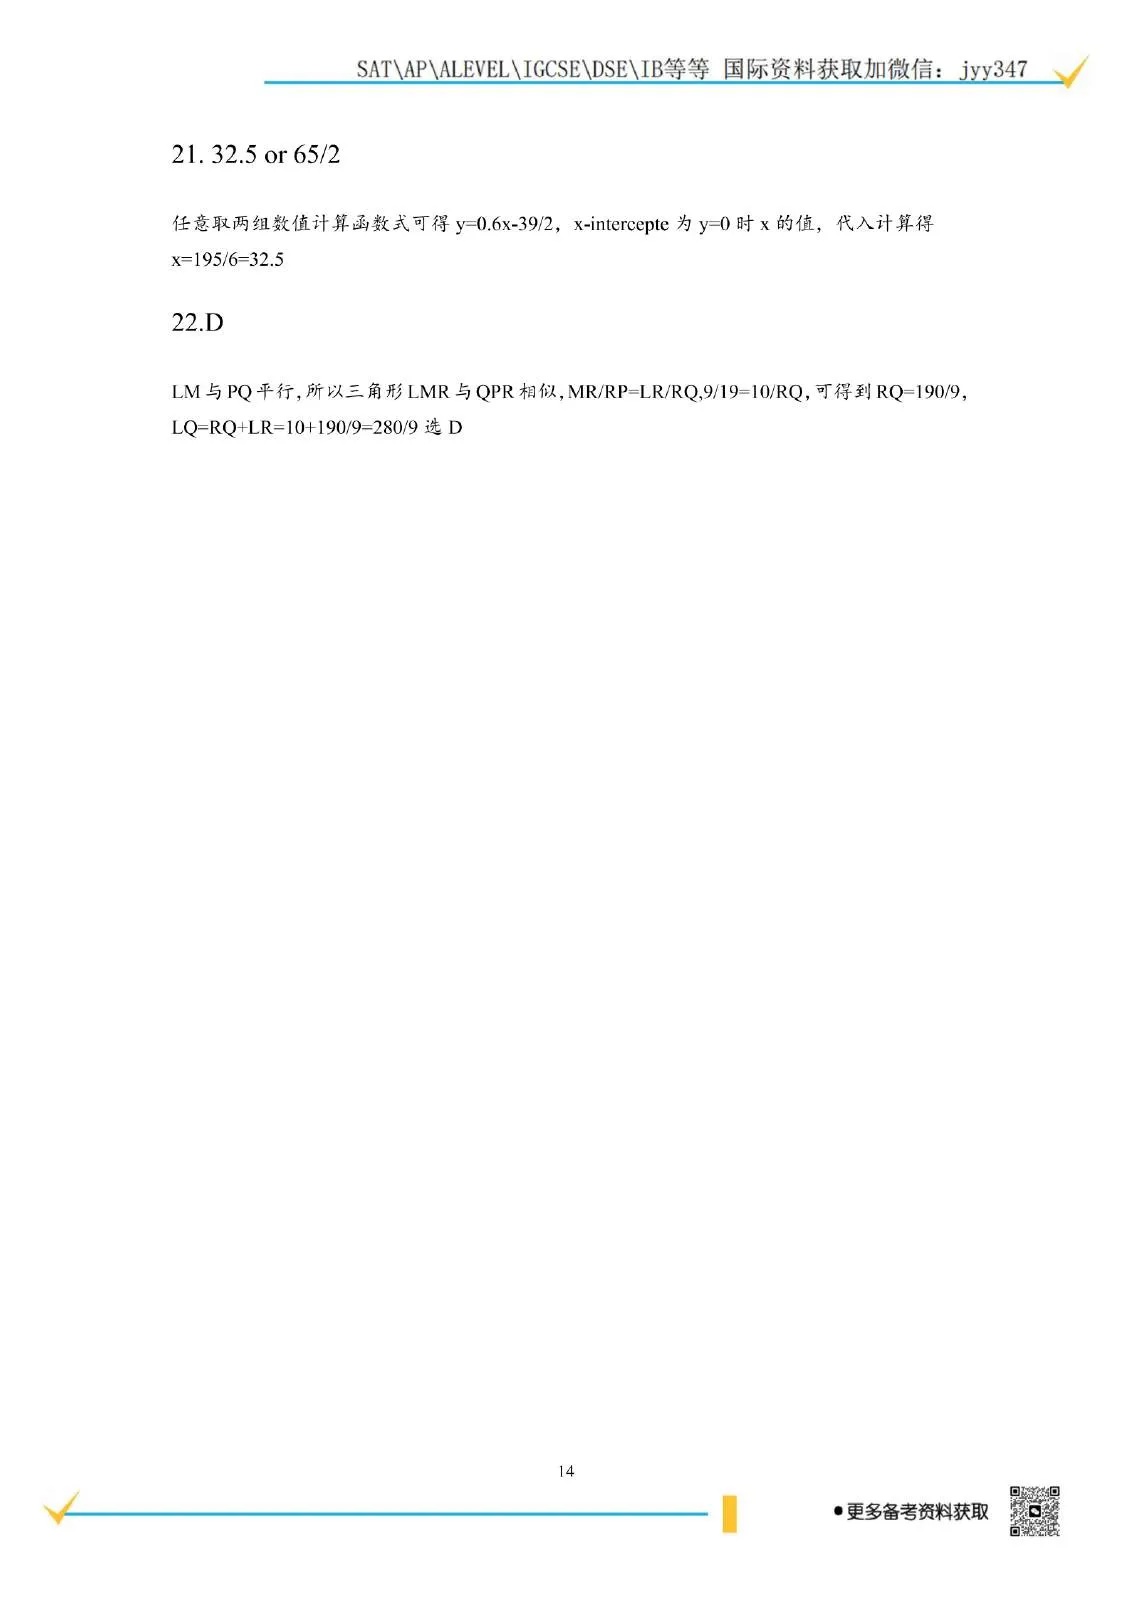 SAT\AP\ALEVEL\IGCSE\DSE\IB等等 国际资料获取加微信：jyy347
21. 32.5 or 65/2
任意取两组数值计算函数式可得 y=0.6x-39/2，x-intercepte 为 y=0 时 x 的值，代入计算得
x=195/6=32.5
22.D
LM 与 PQ 平行，所以三角形 LMR 与 QPR 相似，MR/RP=LR/RQ,9/19=10/RQ，可得到 RQ=190/9，
LQ=RQ+LR=10+190/9=280/9 选 D
14
•更多备考资料获取